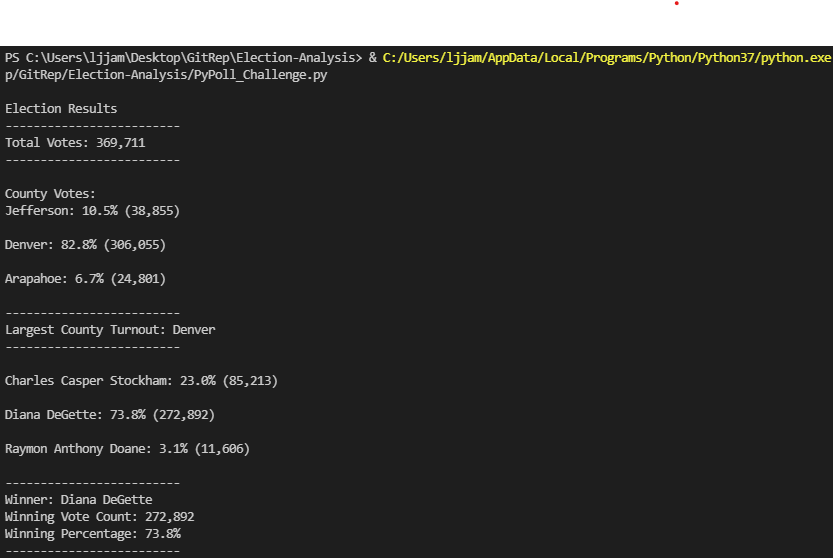 PS C:\Users\ljjam\Desktop\GitRep\Election-Analysis> & C:/Users/ljjam/AppData/Local/Programs/Python/Python37/python.exe
p/GitRep/Election-Analysis/PyPoll_Challenge.py
Election Results
-------------------------
Total Votes: 369,711
-------------------------
County Votes:
Jefferson: 10.5% (38,855)
Denver: 82.8% (306,055)
Arapahoe: 6.7% (24,801)
-------------------------
Largest County Turnout: Denver
-------------------------
Charles Casper Stockham: 23.0% (85,213)
Diana DeGette: 73.8% (272,892)
Raymon Anthony Doane: 3.1% (11,606)
-------------------------
Winner: Diana DeGette
Winning Vote Count: 272,892
Winning Percentage: 73.8%
-------------------------